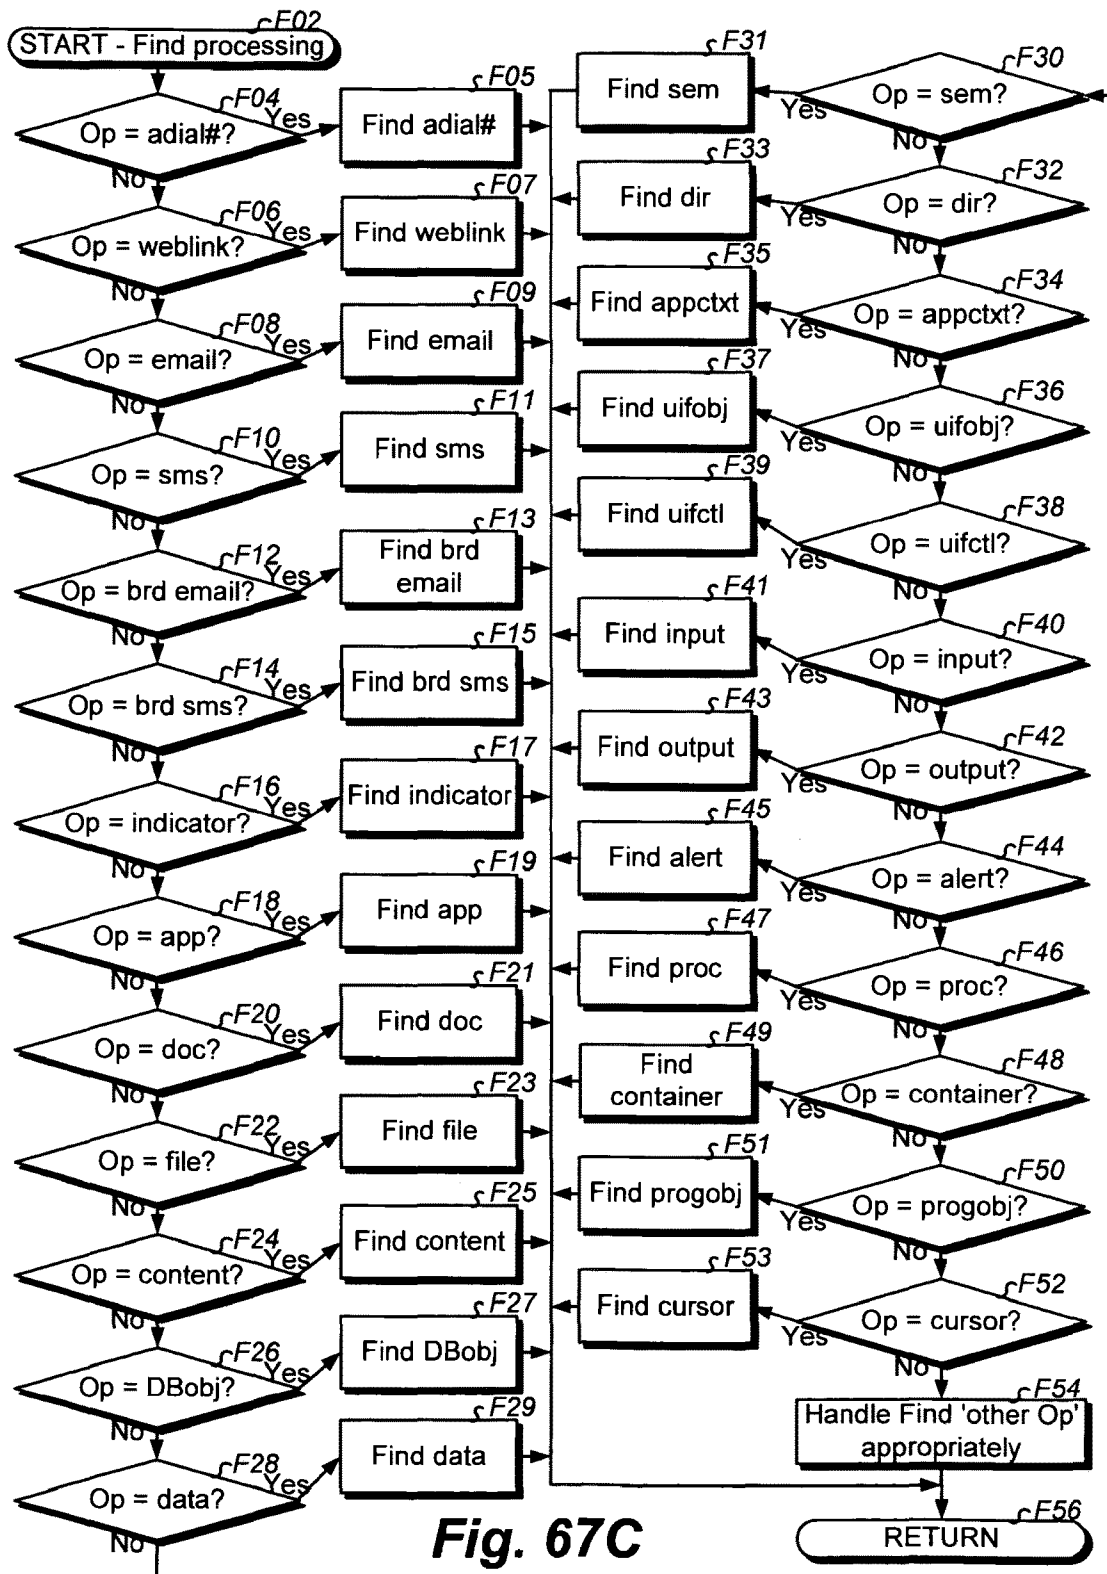 F02
START - Find processing
F04
Op = adial#?
Yes
No
F05
Find adial#
F06
Op = weblink?
Yes
No
F07
Find weblink
F08
Op = email?
Yes
No
F09
Find email
F10
Op = sms?
Yes
No
F11
Find sms
F12
Op = brd email?
Yes
No
F13
Find brd
email
F14
Op = brd sms?
Yes
No
F15
Find brd sms
F16
Op = indicator?
Yes
No
F17
Find indicator
F18
Op = app?
Yes
No
F19
Find app
F20
Op = doc?
Yes
No
F21
Find doc
F22
Op = file?
Yes
No
F23
Find file
F24
Op = content?
Yes
No
F25
Find content
F26
Op = DBobj?
Yes
No
F27
Find DBobj
F28
Op = data?
Yes
No
F29
Find data
F30
Op = sem?
Yes
No
F31
Find sem
F32
Op = dir?
Yes
No
F33
Find dir
F34
Op = appctxt?
Yes
No
F35
Find appctxt
F36
Op = uifobj?
Yes
No
F37
Find uifobj
F38
Op = uifctl?
Yes
No
F39
Find uifctl
F40
Op = input?
Yes
No
F41
Find input
F42
Op = output?
Yes
No
F43
Find output
F44
Op = alert?
Yes
No
F45
Find alert
F46
Op = proc?
Yes
No
F47
Find proc
F48
Op = container?
Yes
No
F49
Find
container
F50
Op = progobj?
Yes
No
F51
Find progobj
F52
Op = cursor?
Yes
No
F53
Find cursor
F54
Handle Find 'other Op'
appropriately
F56
RETURN
Fig. 67C